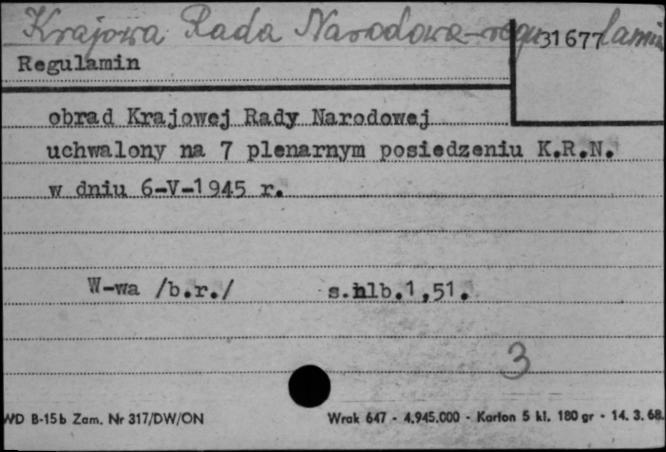 Krajowa Rada Narodowa - regulamin
31677
Regulamin
obrad Krajowej Rady Narodowej
uchwalony na 7 plenarnym posiedzeniu K.R.N.
w dniu 6-V-1945 r.
W-wa /b.r./ s.nlb.1,51.
3
WD B-15b Zam. Nr 317/DW/ON Wrak 647 - 4.945.000 - Karton 5 kl. 180 gr - 14. 3. 68.